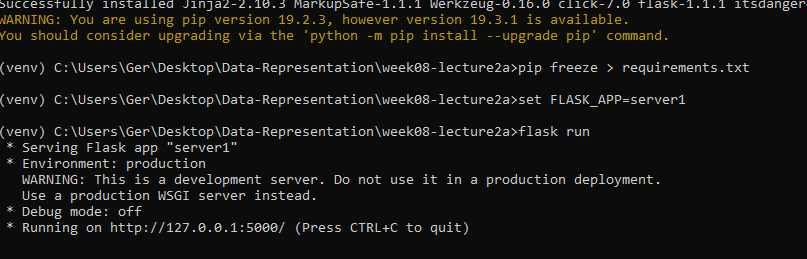 Successfully installed Jinja2-2.10.3 MarkupSafe-1.1.1 Werkzeug-0.16.0 click-7.0 flask-1.1.1 itsdanger
WARNING: You are using pip version 19.2.3, however version 19.3.1 is available.
You should consider upgrading via the 'python -m pip install --upgrade pip' command.
(venv) C:\Users\Ger\Desktop\Data-Representation\week08-lecture2a>pip freeze > requirements.txt
(venv) C:\Users\Ger\Desktop\Data-Representation\week08-lecture2a>set FLASK_APP=server1
(venv) C:\Users\Ger\Desktop\Data-Representation\week08-lecture2a>flask run
* Serving Flask app "server1"
* Environment: production
WARNING: This is a development server. Do not use it in a production deployment.
Use a production WSGI server instead.
* Debug mode: off
* Running on http://127.0.0.1:5000/ (Press CTRL+C to quit)